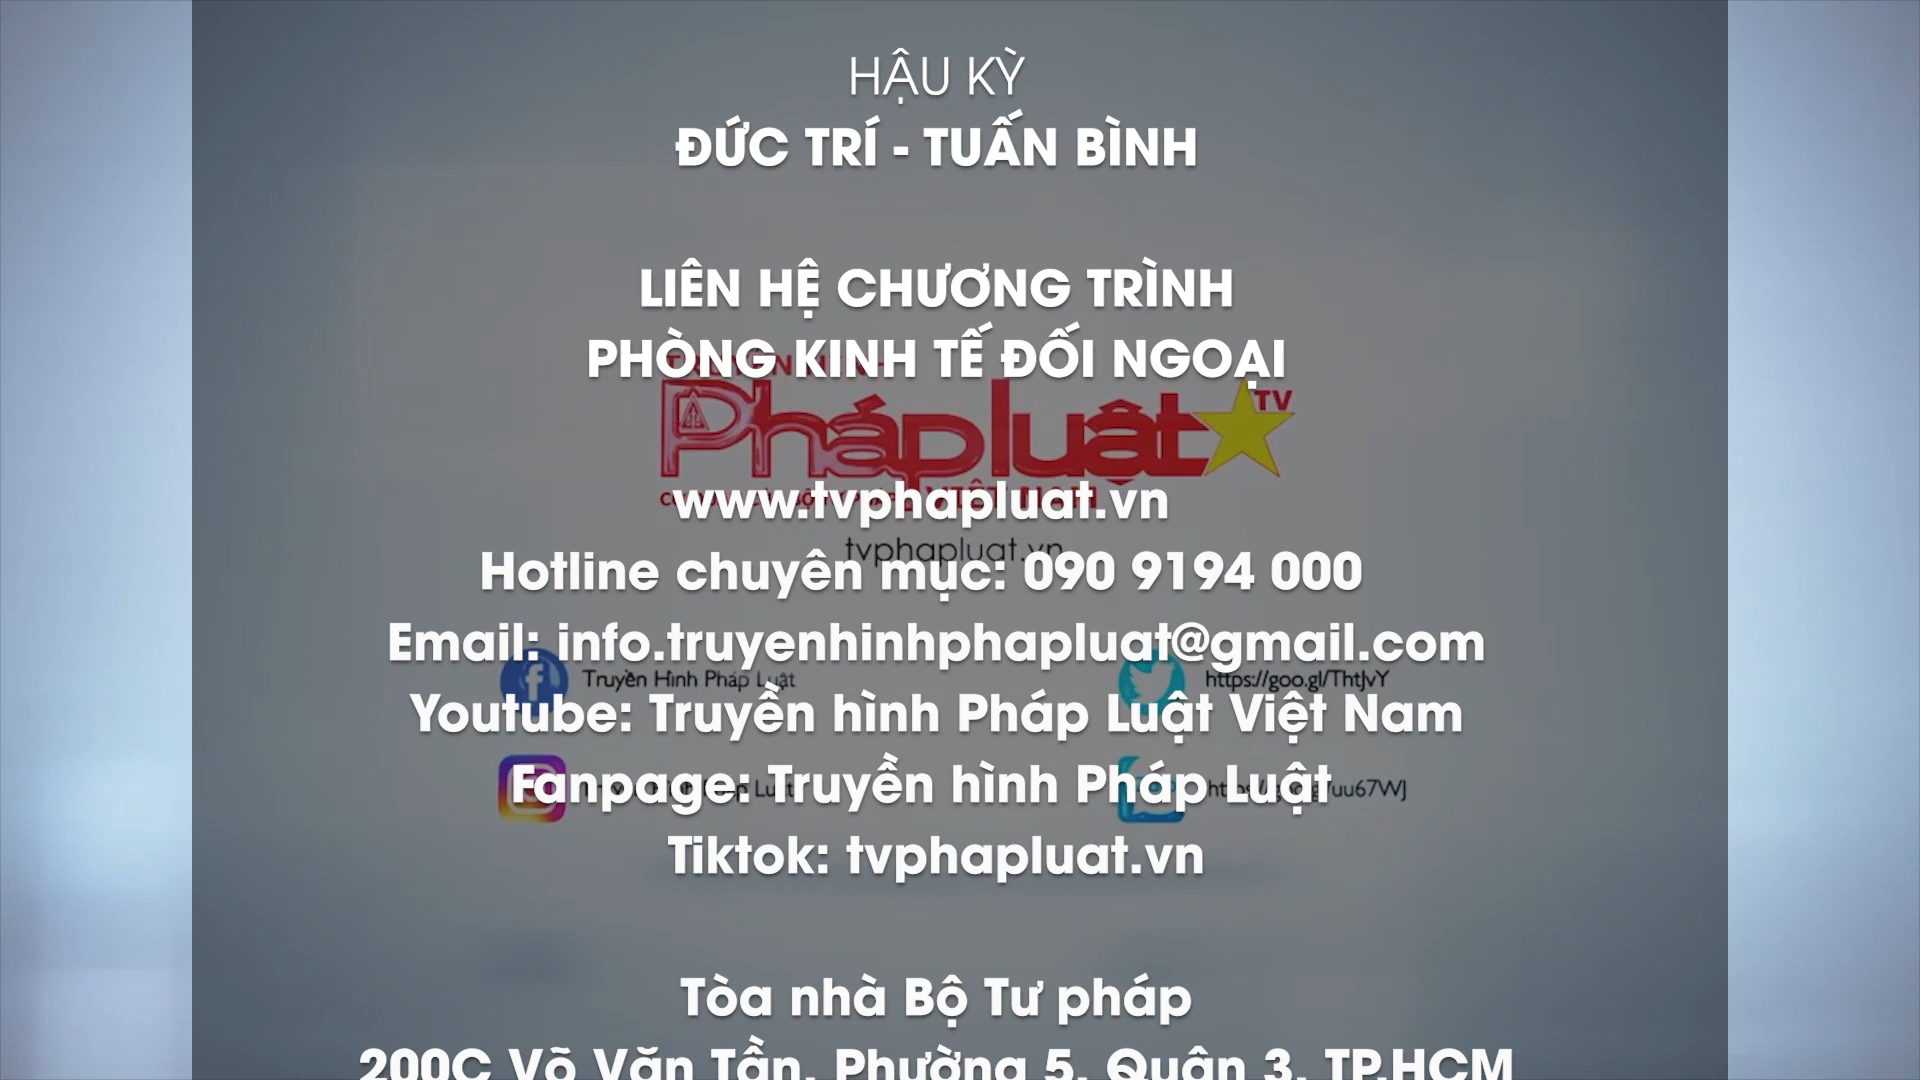 HẬU KỲ
ĐỨC TRÍ - TUẤN BÌNH
LIÊN HỆ CHƯƠNG TRÌNH
PHÒNG KINH TẾ ĐỐI NGOẠI
Phápluật TV
www.tvphapluat.vn
tvphapluat.vn
Hotline chuyên mục: 090 9194 000
Email: info.truyenhinhphapluat@gmail.com
Truyền Hình Pháp Luật
https://goo.gl/ThtJvY
Youtube: Truyền hình Pháp Luật Việt Nam
Fanpage: Truyền hình Pháp Luật
Tiktok: tvphapluat.vn
Tòa nhà Bộ Tư pháp
200C Võ Văn Tần, Phường 5, Quận 3, TP.HCM